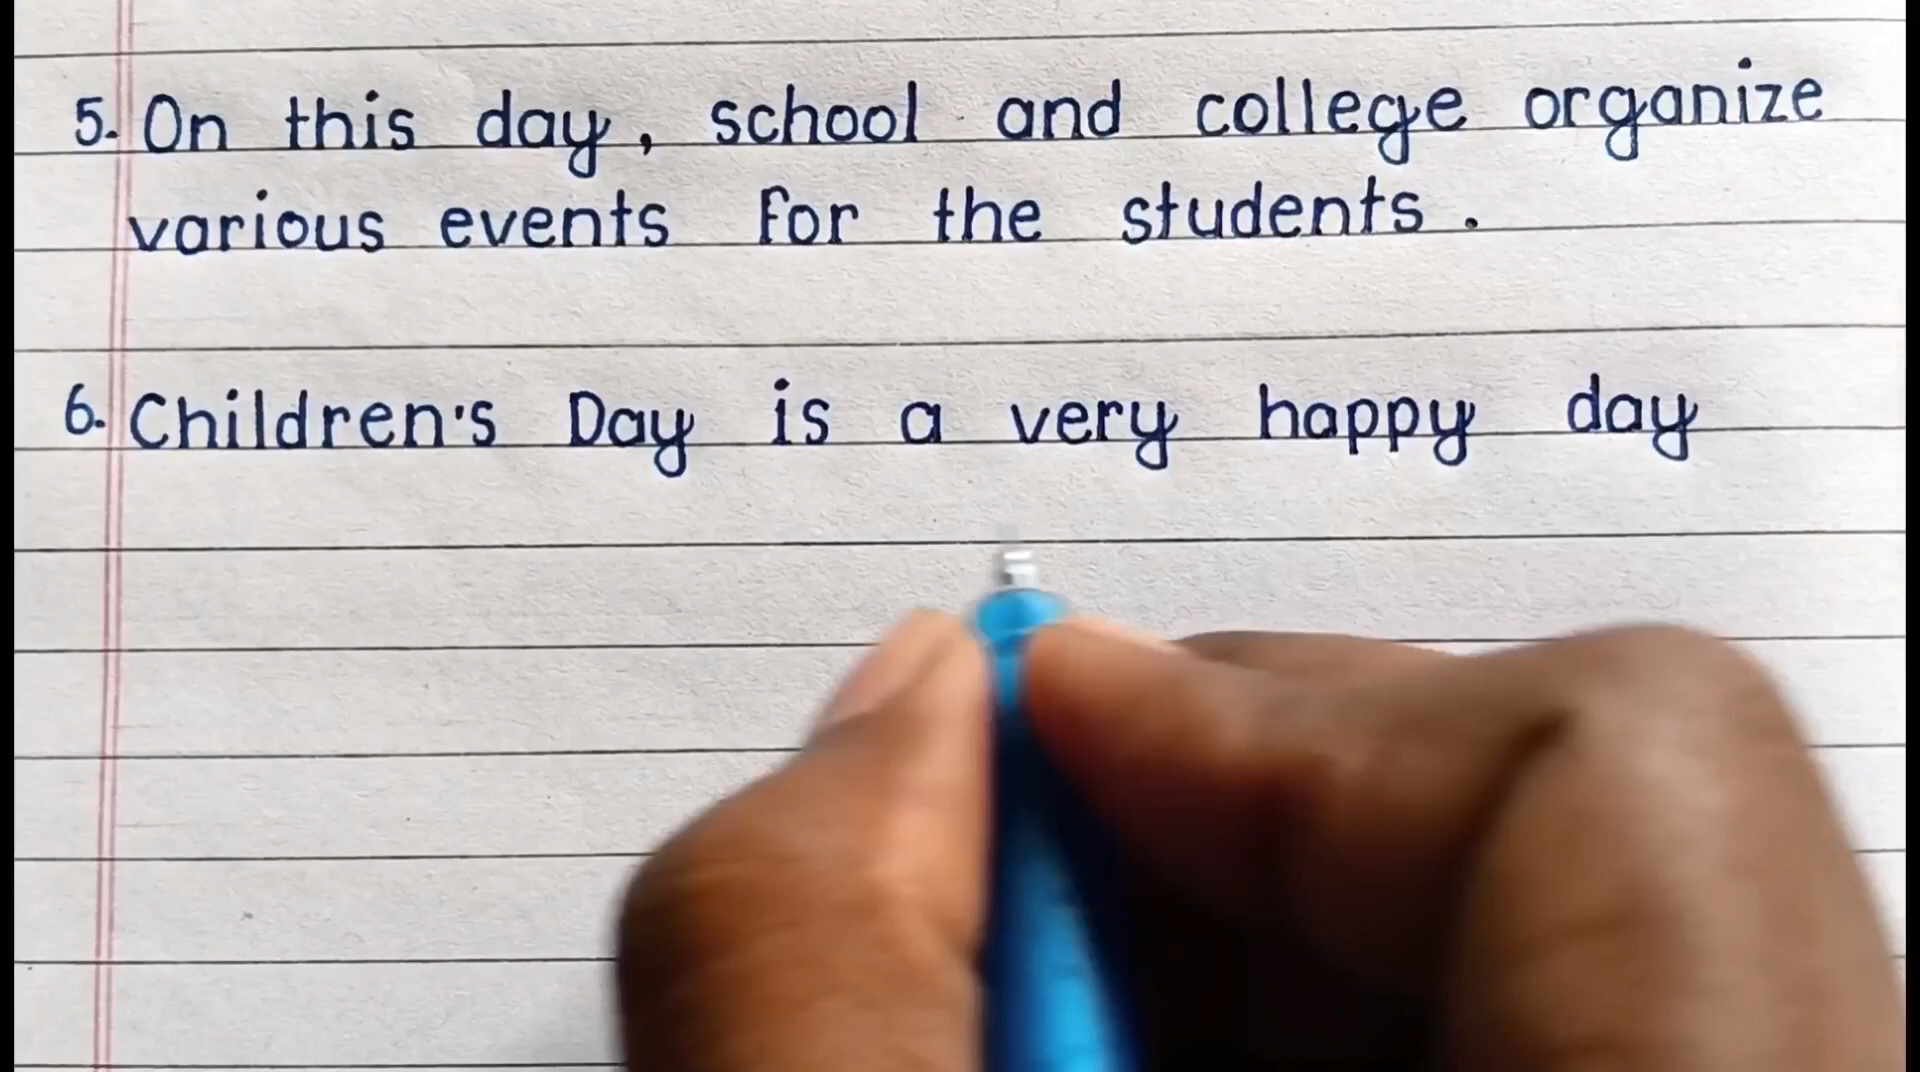 5. On this day, school and college organize
various events for the students.
6. Children's Day is a very happy day